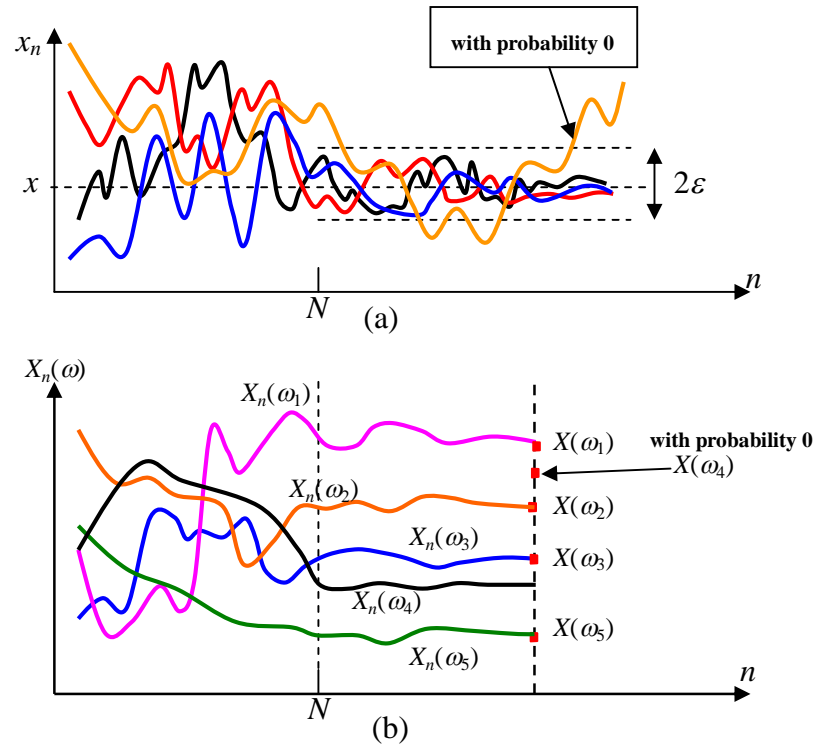 with probability 0
xₙ
x
2ε
N
n
(a)
Xₙ(ω)
Xₙ(ω₁)
X(ω₁)
with probability 0
X(ω₄)
Xₙ(ω₂)
X(ω₂)
Xₙ(ω₃)
X(ω₃)
Xₙ(ω₄)
X(ω₅)
Xₙ(ω₅)
n
N
(b)